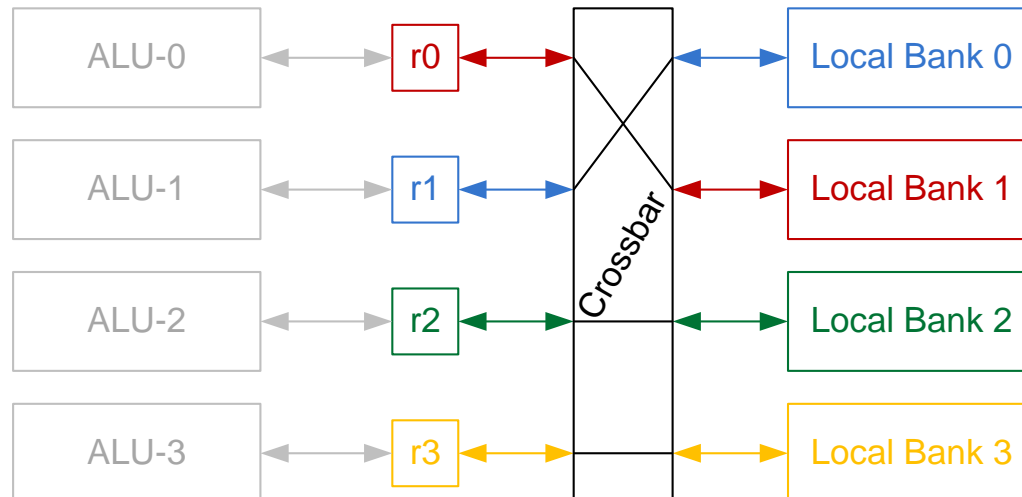 ALU-0 r0 Local Bank 0
ALU-1 r1 Local Bank 1
Crossbar
ALU-2 r2 Local Bank 2
ALU-3 r3 Local Bank 3